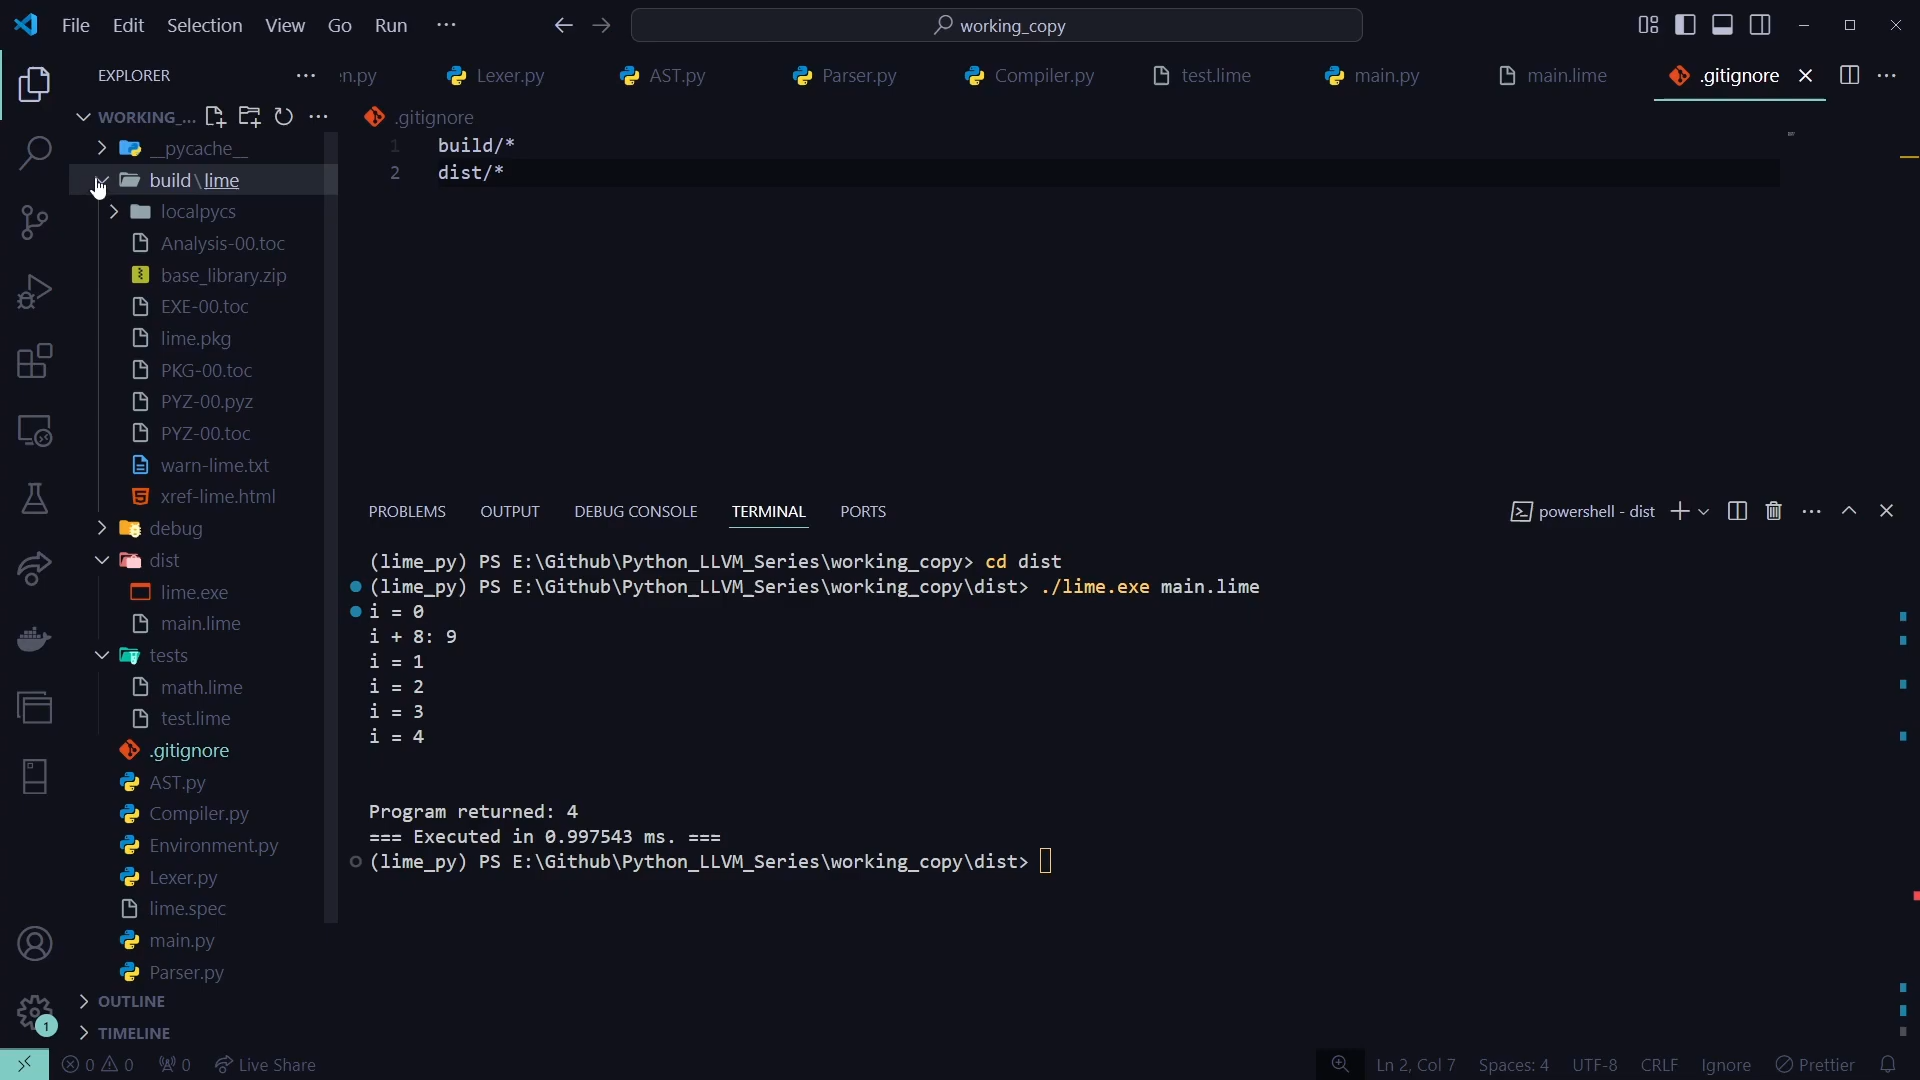 File Edit Selection View Go Run ···
working_copy
EXPLORER ···
en.py Lexer.py AST.py Parser.py Compiler.py test.lime main.py main.lime .gitignore
WORKING_...
.gitignore
1 build/*
2 dist/*
__pycache__
build\lime
localpycs
Analysis-00.toc
base_library.zip
EXE-00.toc
lime.pkg
PKG-00.toc
PYZ-00.pyz
PYZ-00.toc
warn-lime.txt
xref-lime.html
debug
dist
lime.exe
main.lime
tests
math.lime
test.lime
.gitignore
AST.py
Compiler.py
Environment.py
Lexer.py
lime.spec
main.py
Parser.py
OUTLINE
TIMELINE
PROBLEMS OUTPUT DEBUG CONSOLE TERMINAL PORTS
powershell - dist
(lime_py) PS E:\Github\Python_LLVM_Series\working_copy> cd dist
(lime_py) PS E:\Github\Python_LLVM_Series\working_copy\dist> ./lime.exe main.lime
i = 0
i + 8: 9
i = 1
i = 2
i = 3
i = 4
Program returned: 4
=== Executed in 0.997543 ms. ===
(lime_py) PS E:\Github\Python_LLVM_Series\working_copy\dist>
1
0 0 0 Live Share
Ln 2, Col 7 Spaces: 4 UTF-8 CRLF Ignore Prettier